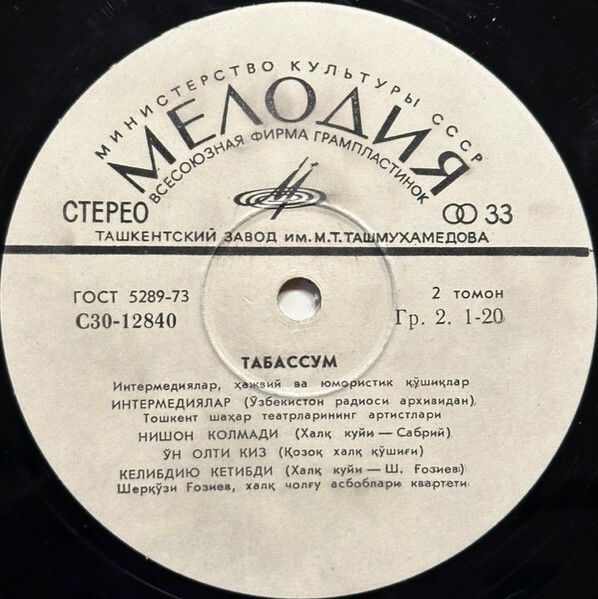 МИНИСТЕРСТВО КУЛЬТУРЫ СССР
МЕЛОДИЯ
ВСЕСОЮЗНАЯ ФИРМА ГРАМПЛАСТИНОК
СТЕРЕО
33
ТАШКЕНТСКИЙ ЗАВОД ИМ. М.Т. ТАШМУХАМЕДОВА
ГОСТ 5289-73
2 томон
С30-12840
Гр. 2. 1-20
ТАБАССУМ
Интермедиялар, ҳажвий ва юмористик қўшиқлар
ИНТЕРМЕДИЯЛАР (Ўзбекистон радиоси архивидан)
Тошкент шаҳар театрларининг артистлари
НИШОН КОЛМАДИ (Халқ куйи — Сабрий)
ЎН ОЛТИ КИЗ (Қозоқ халқ қўшиғи)
КЕЛИБДИЮ КЕТИБДИ (Халқ куйи — Ш. Ғозиев)
Шерқўзи Ғозиев, халқ чолғу асбоблари квартети